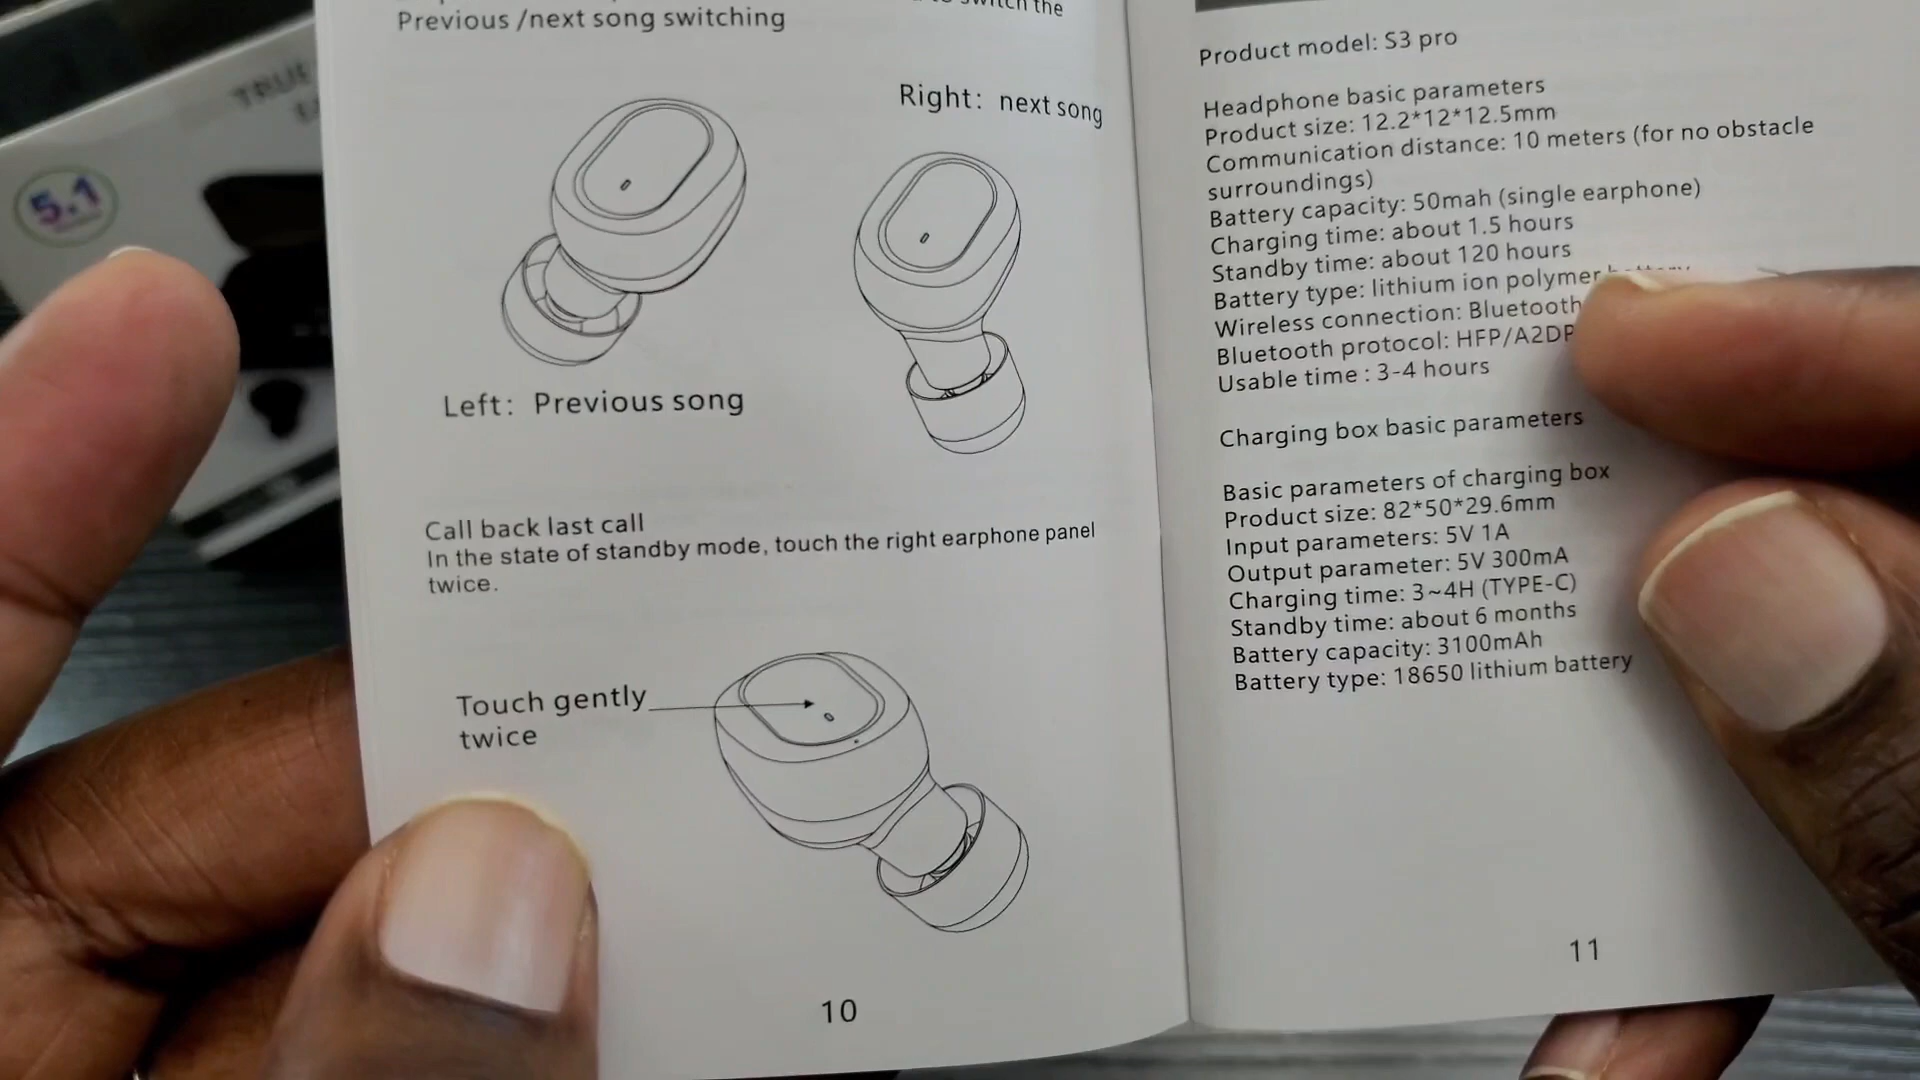 switch the
Previous /next song switching
Right: next song
Left: Previous song
Call back last call
In the state of standby mode, touch the right earphone panel
twice.
Touch gently
twice
10
Product model: S3 pro
Headphone basic parameters
Product size: 12.2*12*12.5mm
Communication distance: 10 meters (for no obstacle
surroundings)
Battery capacity: 50mah (single earphone)
Charging time: about 1.5 hours
Standby time: about 120 hours
Battery type: lithium ion polymer battery
Wireless connection: Bluetooth
Bluetooth protocol: HFP/A2DP
Usable time : 3-4 hours
Charging box basic parameters
Basic parameters of charging box
Product size: 82*50*29.6mm
Input parameters: 5V 1A
Output parameter: 5V 300mA
Charging time: 3~4H (TYPE-C)
Standby time: about 6 months
Battery capacity: 3100mAh
Battery type: 18650 lithium battery
11
TRUE
5.1